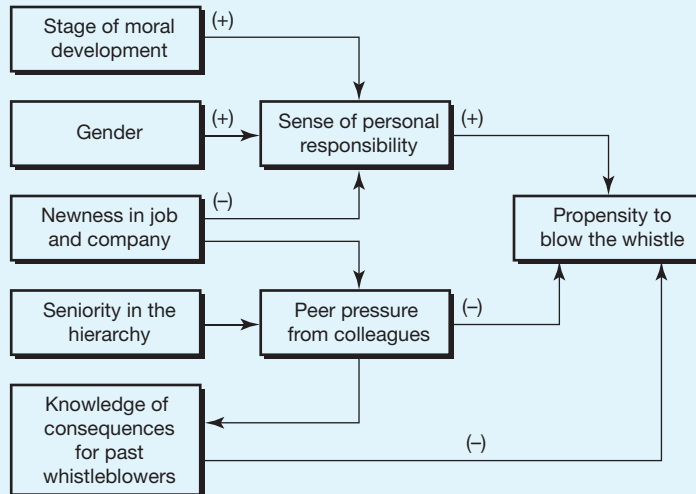 Stage of moral
development
(+)
Gender
(+)
Sense of personal
responsibility
(+)
Newness in job
and company
(–)
Propensity to
blow the whistle
Seniority in the
hierarchy
Peer pressure
from colleagues
(–)
Knowledge of
consequences
for past
whistleblowers
(–)